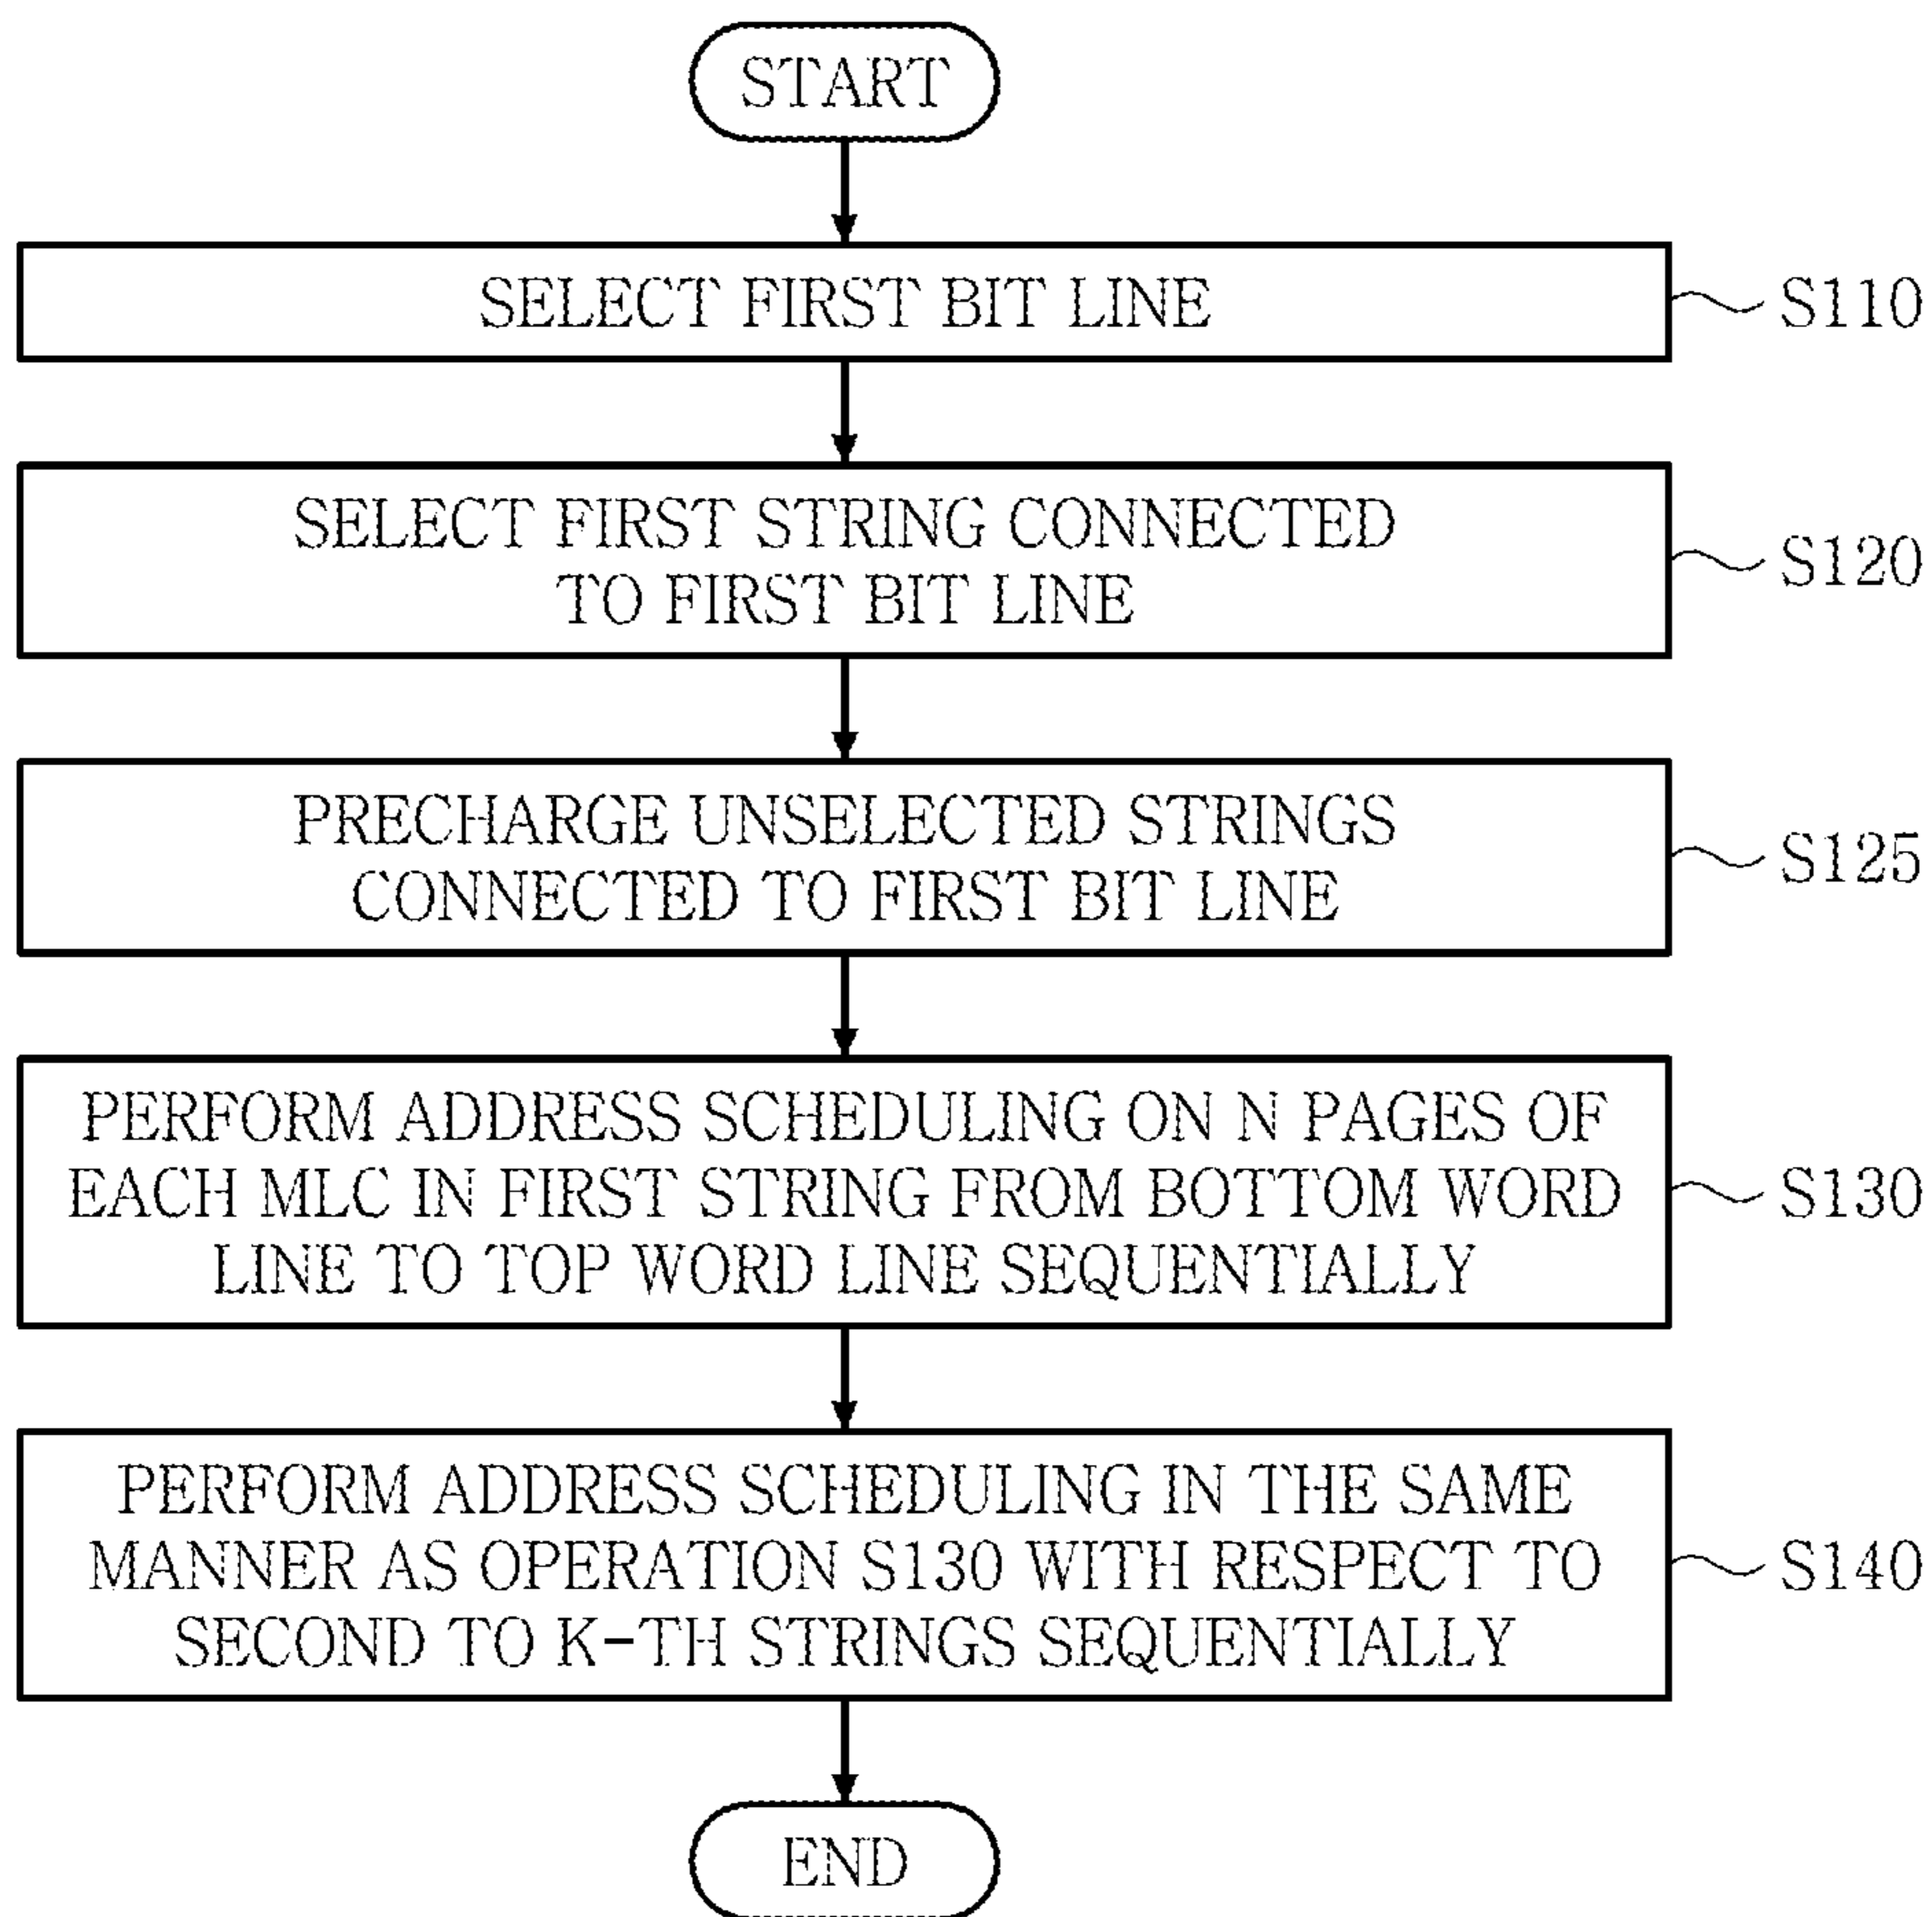 START
SELECT FIRST BIT LINE
S110
SELECT FIRST STRING CONNECTED
TO FIRST BIT LINE
S120
PRECHARGE UNSELECTED STRINGS
CONNECTED TO FIRST BIT LINE
S125
PERFORM ADDRESS SCHEDULING ON N PAGES OF
EACH MLC IN FIRST STRING FROM BOTTOM WORD
LINE TO TOP WORD LINE SEQUENTIALLY
S130
PERFORM ADDRESS SCHEDULING IN THE SAME
MANNER AS OPERATION S130 WITH RESPECT TO
SECOND TO K-TH STRINGS SEQUENTIALLY
S140
END